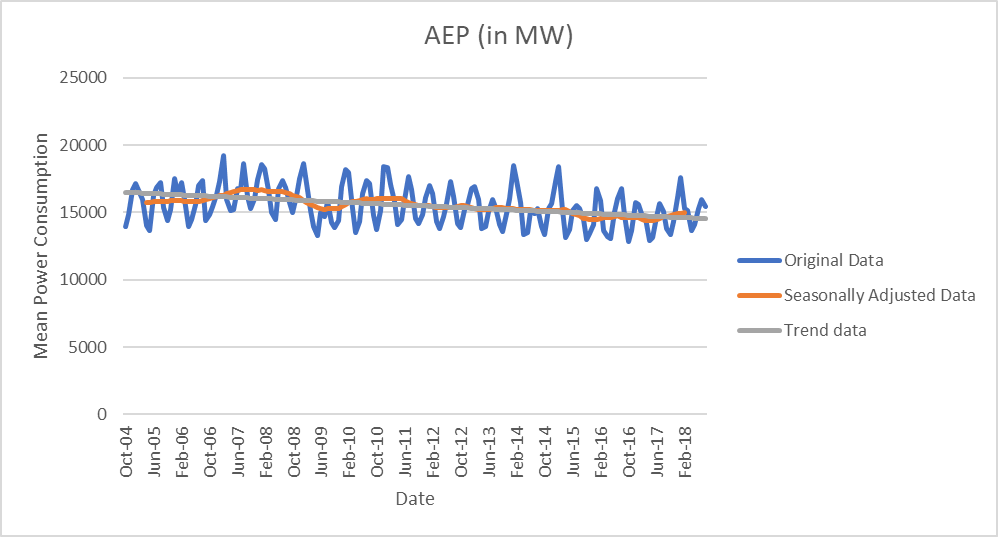 AEP (in MW)
25000
20000
15000
10000
5000
0
Mean Power Consumption
Oct-04
Jun-05
Feb-06
Oct-06
Jun-07
Feb-08
Oct-08
Jun-09
Feb-10
Oct-10
Jun-11
Feb-12
Oct-12
Jun-13
Feb-14
Oct-14
Jun-15
Feb-16
Oct-16
Jun-17
Feb-18
Date
Original Data
Seasonally Adjusted Data
Trend data